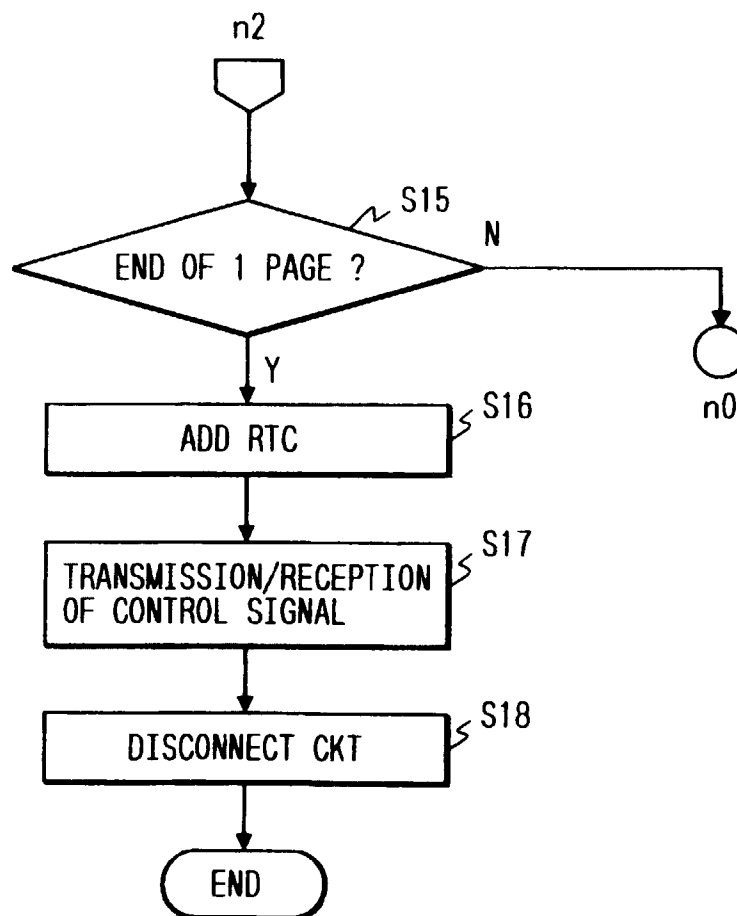 n2
S15
END OF 1 PAGE ?
N
n0
Y
S16
ADD RTC
S17
TRANSMISSION/RECEPTION
OF CONTROL SIGNAL
S18
DISCONNECT CKT
END